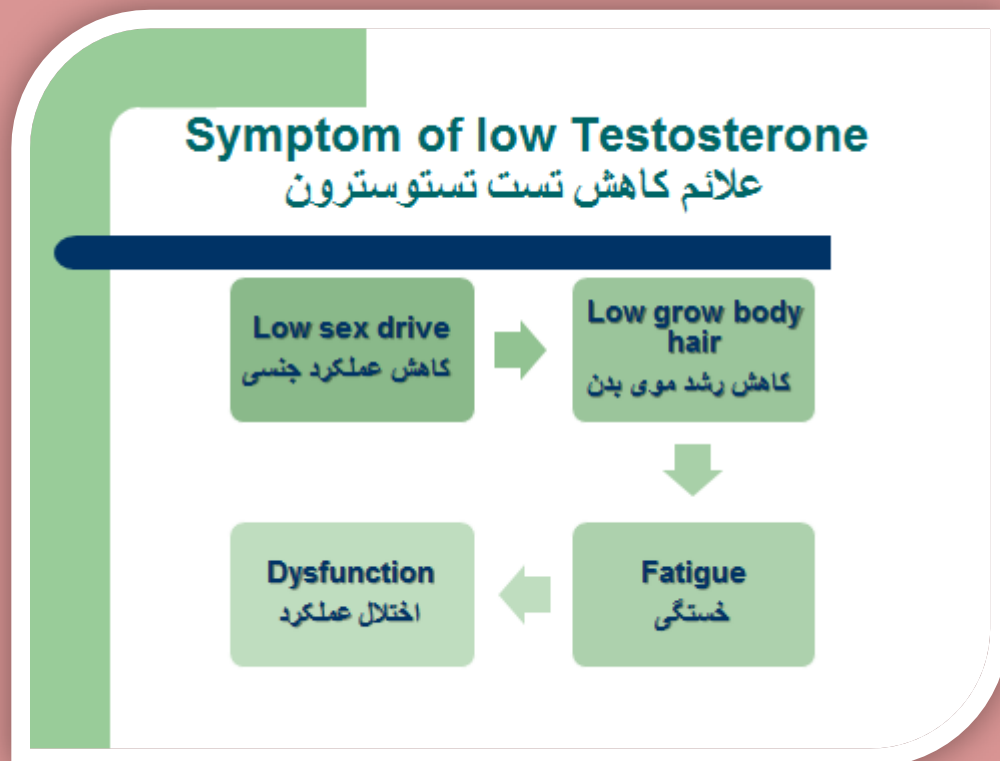 Symptom of low Testosterone
علائم کاهش تست تستوسترون
Low sex drive
کاهش عملکرد جنسی
Low grow body
hair
کاهش رشد موی بدن
Fatigue
خستگی
Dysfunction
اختلال عملکرد